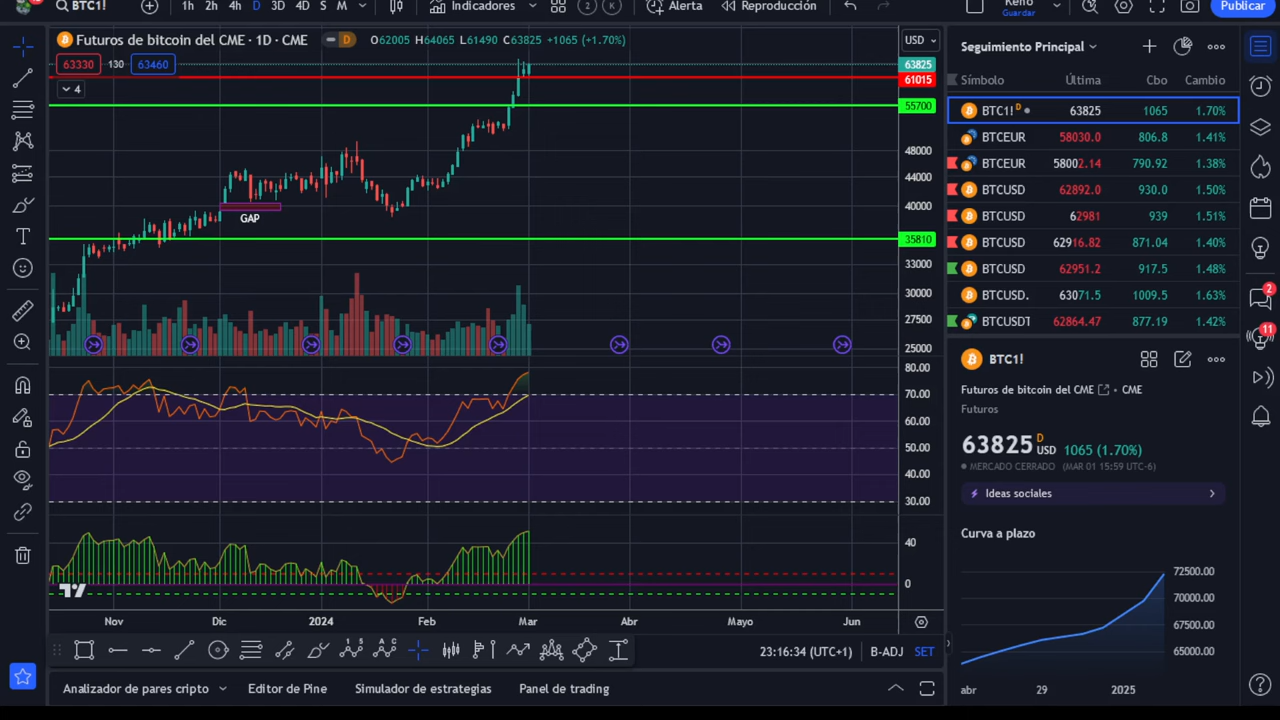 BTC1! 1h 2h 4h D 3D 4D S M Indicadores 2 K Alerta Reproducción Keno Guardar Publicar
Futuros de bitcoin del CME · 1D · CME D O62005 H64065 L61490 C63825 +1065 (+1.70%)
63330 130 63460
4
USD
63825
61015
55700
48000
44000
40000
35810
33000
30000
27500
25000
GAP
80.00
70.00
60.00
50.00
40.00
30.00
40
0
Nov Dic 2024 Feb Mar Abr Mayo Jun
23:16:34 (UTC+1) B-ADJ SET
Analizador de pares cripto Editor de Pine Simulador de estrategias Panel de trading
Seguimiento Principal
Símbolo Última Cbo Cambio
BTC1! D 63825 1065 1.70%
BTCEUR 58030.0 806.8 1.41%
BTCEUR 58002.14 790.92 1.38%
BTCUSD 62892.0 930.0 1.50%
BTCUSD 62981 939 1.51%
BTCUSD 62916.82 871.04 1.40%
BTCUSD 62951.2 917.5 1.48%
BTCUSD. 63071.5 1009.5 1.63%
BTCUSDT 62864.47 877.19 1.42%
BTC1!
Futuros de bitcoin del CME • CME
Futuros
63825 D USD 1065 (1.70%)
MERCADO CERRADO (MAR 01 15:59 UTC-6)
Ideas sociales
Curva a plazo
72500.00
70000.00
67500.00
65000.00
abr 29 2025
2
11